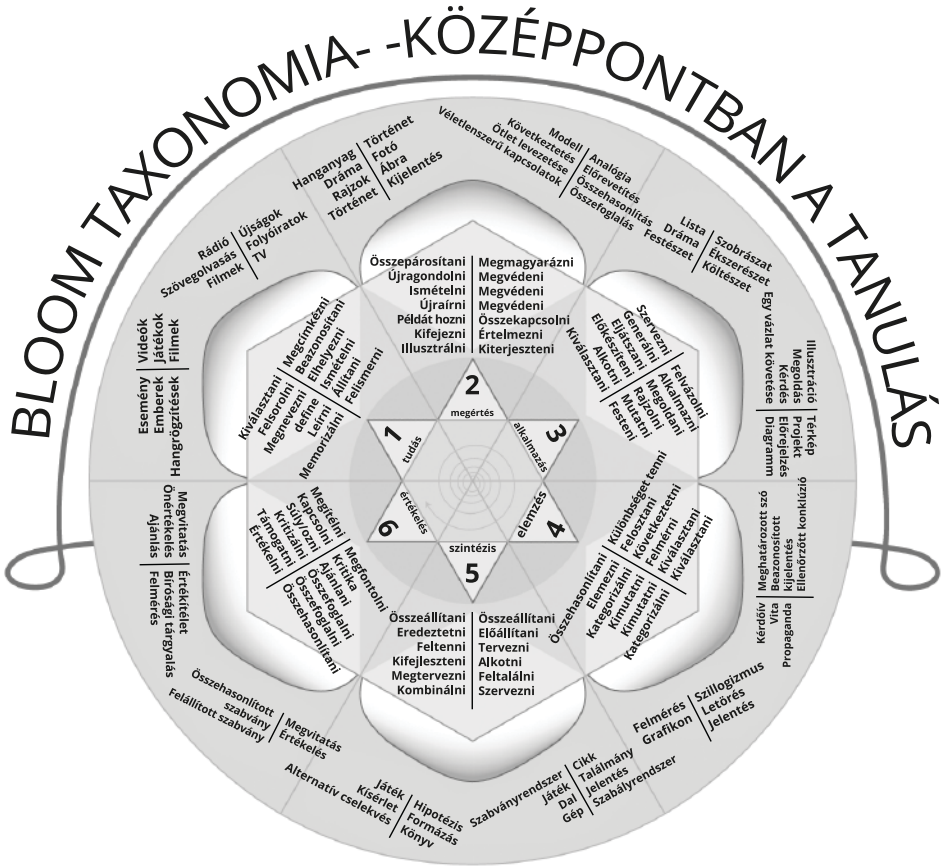 BLOOM TAXONOMIA- -KÖZÉPPONTBAN A TANULÁS
Hanganyag
Dráma
Rajzok
Történet
Történet
Fotó
Ábra
Kijelentés
Modell
Következtetés
Ötlet levezetése
Véletlenszerű kapcsolatok
Analógia
Előrevetítés
Összehasonlítás
Összefoglalás
Lista
Dráma
Festészet
Szobrászat
Ékszerészet
Költészet
Illusztráció
Megoldás
Kérdés
Egy vázlat követése
Térkép
Projekt
Előrejelzés
Diagramm
Meghatározott szó
Beazonosított
kijelentés
Ellenőrzött konklúzió
Kérdőív
Vita
Propaganda
Felmérés
Grafikon
Szillogizmus
Letörés
Jelentés
Szabványrendszer
Játék
Dal
Gép
Cikk
Találmány
Jelentés
Szabályrendszer
Játék
Kísérlet
Alternatív cselekvés
Hipotézis
Formázás
Könyv
Összehasonlított
szabvány
Felállított szabvány
Megvitatás
Értékelés
Megvitatás
Önértékelés
Ajánlás
Értékítélet
Bírósági tárgyalás
Felmérés
Videók
Játékok
Filmek
Esemény
Emberek
Hangrögzítések
Rádió
Szövegolvasás
Filmek
Újságok
Folyóiratok
TV
Összepárosítani
Újragondolni
Ismételni
Újraírni
Példát hozni
Kifejezni
Illusztrálni
Megmagyarázni
Megvédeni
Megvédeni
Megvédeni
Összekapcsolni
Értelmezni
Kiterjeszteni
Szervezni
Generálni
Eljátszani
Előkészíteni
Alkotni
Kiválasztani
Felvázolni
Alkalmazni
Megoldani
Rajzolni
Mutatni
Festeni
Különbséget tenni
Felosztani
Következtetni
Felmérni
Kiválasztani
Kiválasztani
Összehasonlítani
Elemezni
Kategorizálni
Kimutatni
Kimutatni
Kategorizálni
Összeállítani
Eredeztetni
Feltenni
Kifejleszteni
Megtervezni
Kombinálni
Összeállítani
Előállítani
Tervezni
Alkotni
Feltalálni
Szervezni
Megítélni
Kapcsolni
Súly/ozni
Kritizálni
Támogatni
Értékelni
Megfontolni
Kritika
Ajánlani
Összefoglalni
Összefoglalni
Összehasonlítani
Megcímkézni
Beazonosítani
Elhelyezni
Ismételni
Állítani
Felismerni
Kiválasztani
Felsorolni
Megnevezni
define
Leírni
Memorizálni
1
tudás
2
megértés
3
alkalmazás
4
elemzés
szintézis
5
6
értékelés